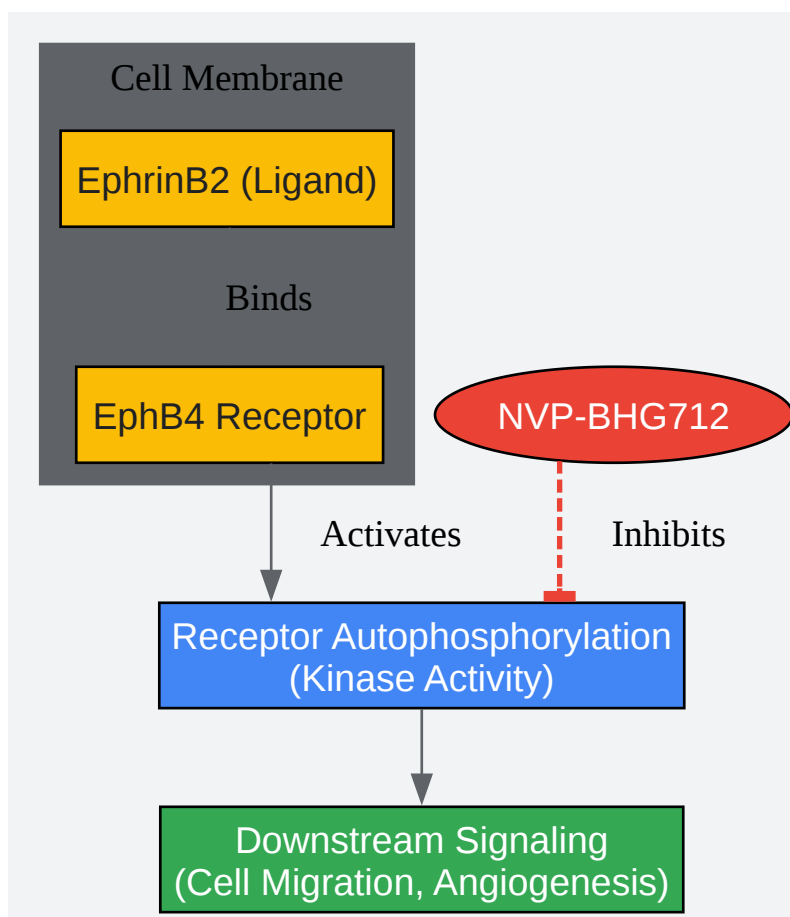 Cell Membrane
EphrinB2 (Ligand)
Binds
EphB4 Receptor
NVP-BHG712
Activates
Inhibits
Receptor Autophosphorylation
(Kinase Activity)
Downstream Signaling
(Cell Migration, Angiogenesis)